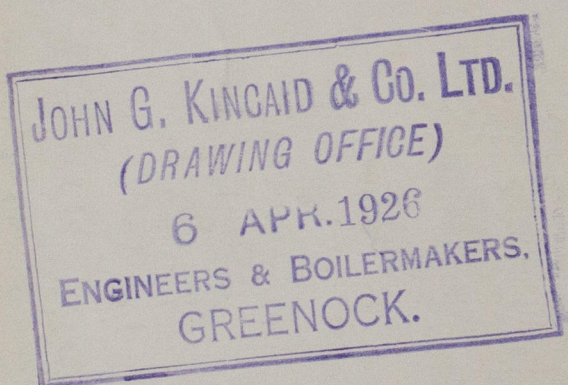 JOHN G. KINCAID & CO. LTD.
(DRAWING OFFICE)
6 APR. 1926
ENGINEERS & BOILERMAKERS,
GREENOCK.